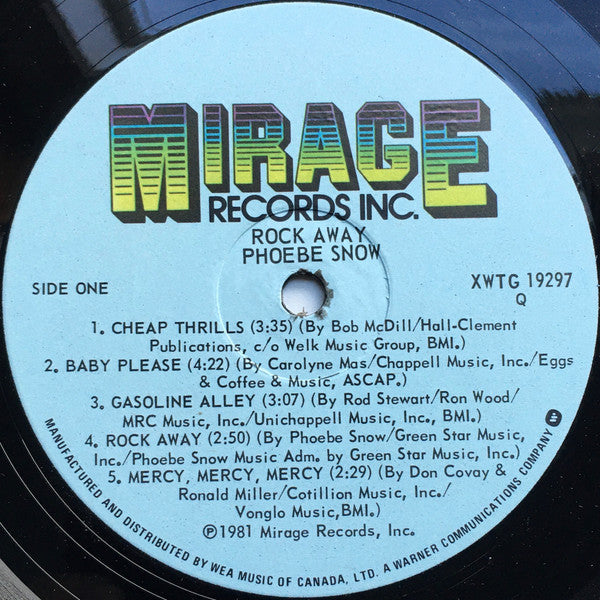 MIRAGE
RECORDS INC.
ROCK AWAY
PHOEBE SNOW
SIDE ONE
XWTG 19297
Q
1. CHEAP THRILLS (3:35) (By Bob McDill/Hall-Clement
Publications, c/o Welk Music Group, BMI.)
2. BABY PLEASE (4:22) (By Carolyne Mas/Chappell Music, Inc./Eggs
& Coffee & Music, ASCAP.)
3. GASOLINE ALLEY (3:07) (By Rod Stewart/Ron Wood/
MRC Music, Inc./Unichappell Music, Inc., BMI.)
4. ROCK AWAY (2:50) (By Phoebe Snow/Green Star Music,
Inc./Phoebe Snow Music Adm. by Green Star Music, Inc.)
5. MERCY, MERCY, MERCY (2:29) (By Don Covay &
Ronald Miller/Cotillion Music, Inc./
Vonglo Music,BMI.)
℗1981 Mirage Records, Inc.
MANUFACTURED AND DISTRIBUTED BY WEA MUSIC OF CANADA, LTD. A WARNER COMMUNICATIONS COMPANY